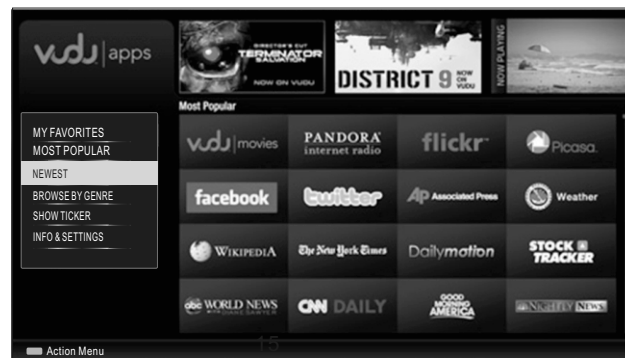 vudu apps
DIRECTOR'S CUT
TERMINATOR
SALVATION
NOW ON VUDU
DISTRICT 9 NOW ON VUDU
NOW PLAYING
Most Popular
MY FAVORITES
MOST POPULAR
NEWEST
BROWSE BY GENRE
SHOW TICKER
INFO & SETTINGS
vudu movies
PANDORA
internet radio
flickr
Picasa
facebook
twitter
AP Associated Press
Weather
WIKIPEDIA
The New York Times
Dailymotion
STOCK
TRACKER
abc WORLD NEWS
WITH DIANE SAWYER
CNN DAILY
GOOD
MORNING
AMERICA
NIGHTLY NEWS
15
Action Menu